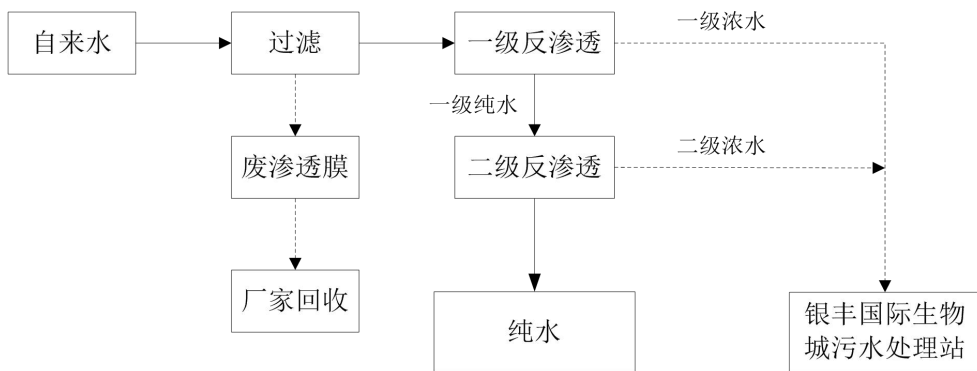 自来水
过滤
一级反渗透
一级浓水
一级纯水
废渗透膜
二级反渗透
二级浓水
厂家回收
纯水
银丰国际生物
城污水处理站